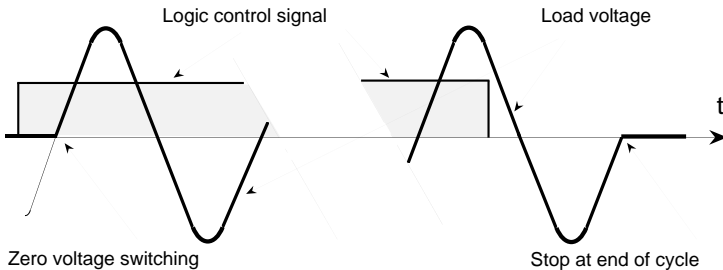 Logic control signal
Load voltage
t
Zero voltage switching
Stop at end of cycle